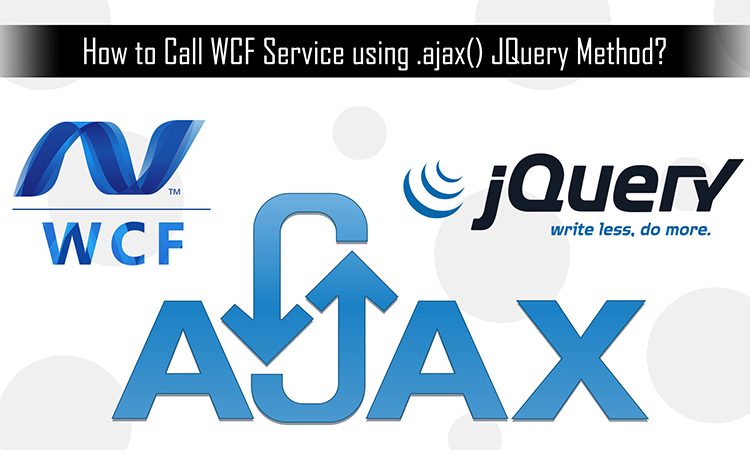 How to Call WCF Service using .ajax() JQuery Method?
TM
WCF
jQuery
write less, do more.
AJAX